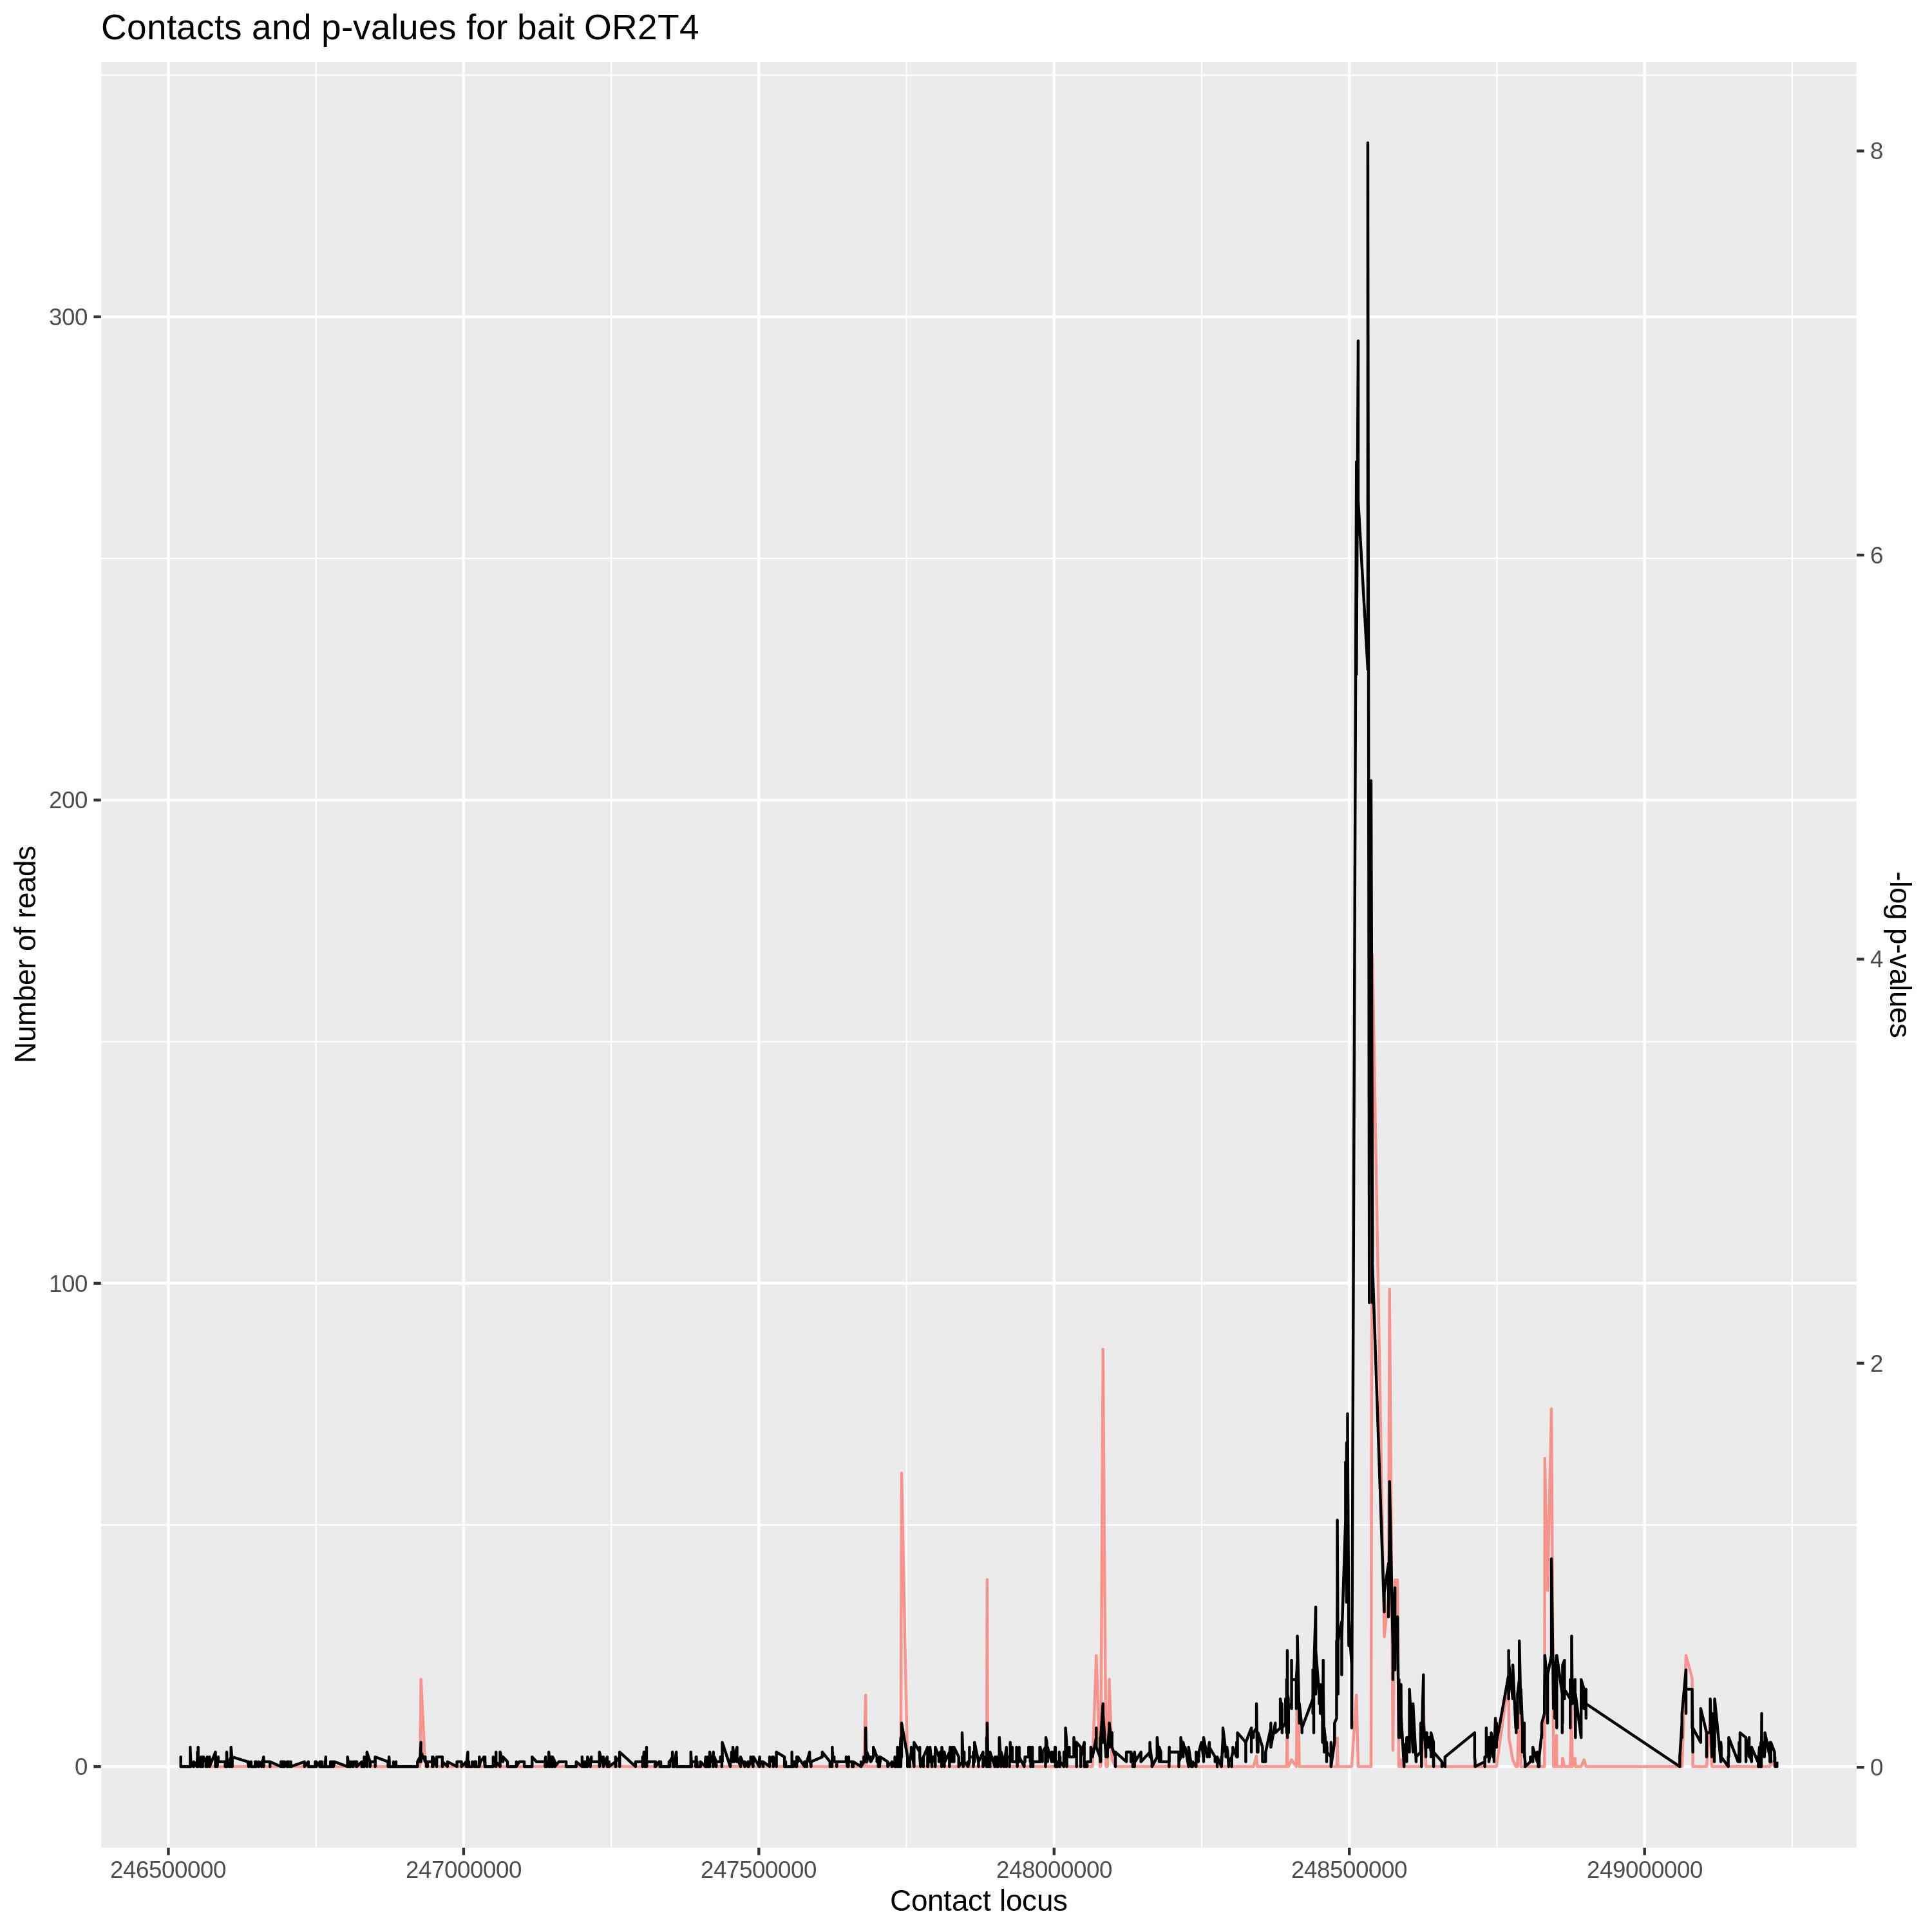 Contacts and p-values for bait OR2T4
300
200
100
0
Number of reads
8
6
4
2
0
-log p-values
246500000 247000000 247500000 248000000 248500000 249000000
Contact locus